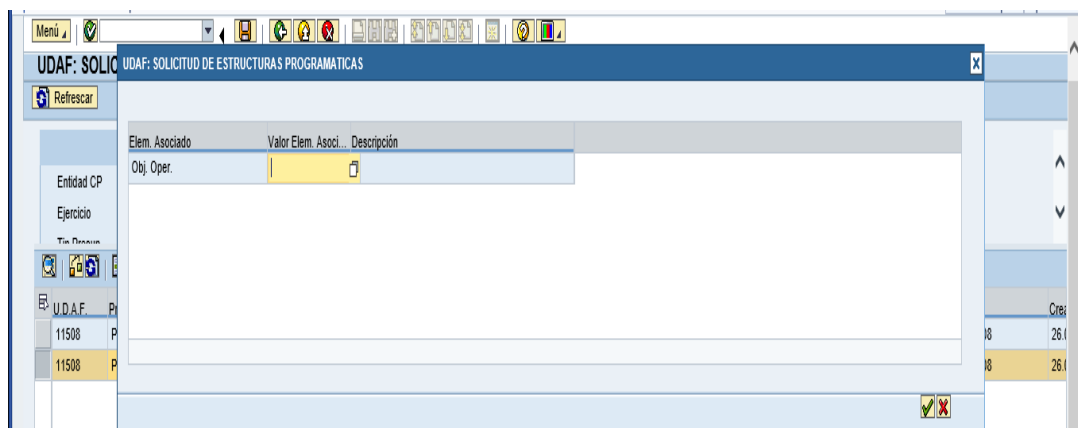 Menú
UDAF: SOLIC
UDAF: SOLICITUD DE ESTRUCTURAS PROGRAMATICAS
Refrescar
Elem. Asociado Valor Elem. Asoci... Descripción
Obj. Oper.
Entidad CP
Ejercicio
U.D.A.F. Crea
11508 P 26.0
11508 P 26.0